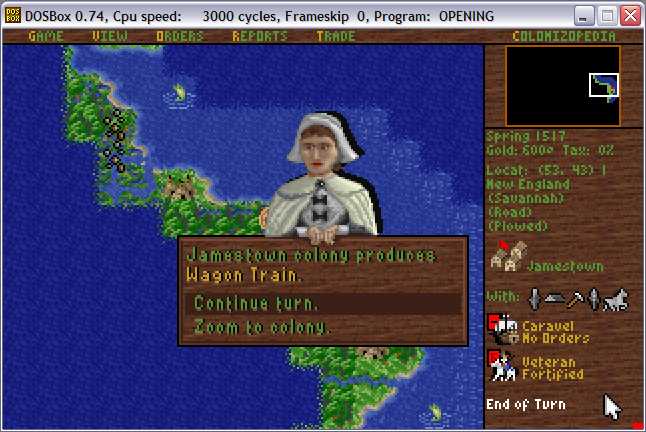 DOSBox 0.74, Cpu speed: 3000 cycles, Frameskip 0, Program: OPENING
GAME VIEW ORDERS REPORTS TRADE COLONIZOPEDIA
Spring 1517
Gold: 600¢ Tax: 0%
Locat: (53, 43) 1
New England
(Savannah)
(Road)
(Plowed)
Jamestown
With:
Caravel
No Orders
Veteran
Fortified
End of Turn
Jamestown colony produces
Wagon Train.
Continue turn.
Zoom to colony.